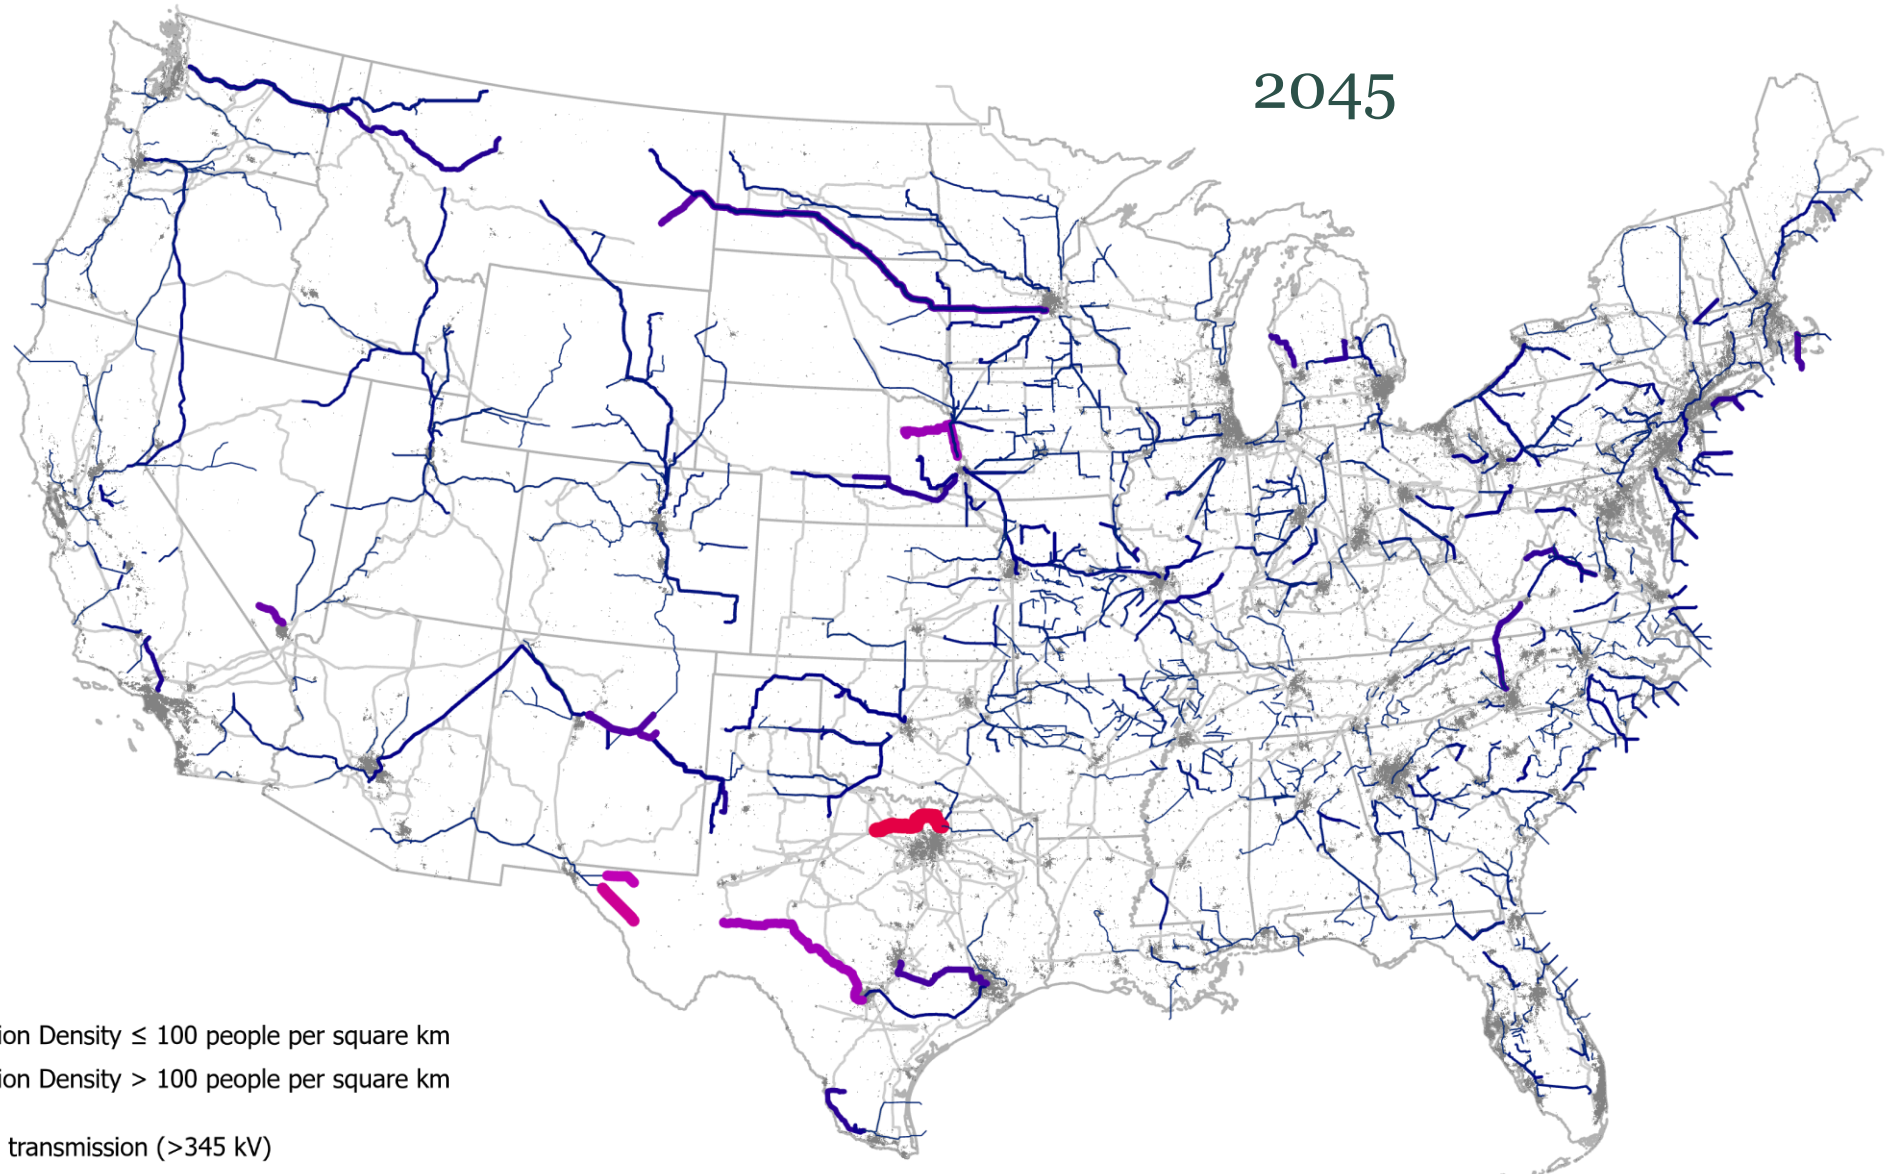 2045
ion Density ≤ 100 people per square km
ion Density > 100 people per square km
transmission (>345 kV)